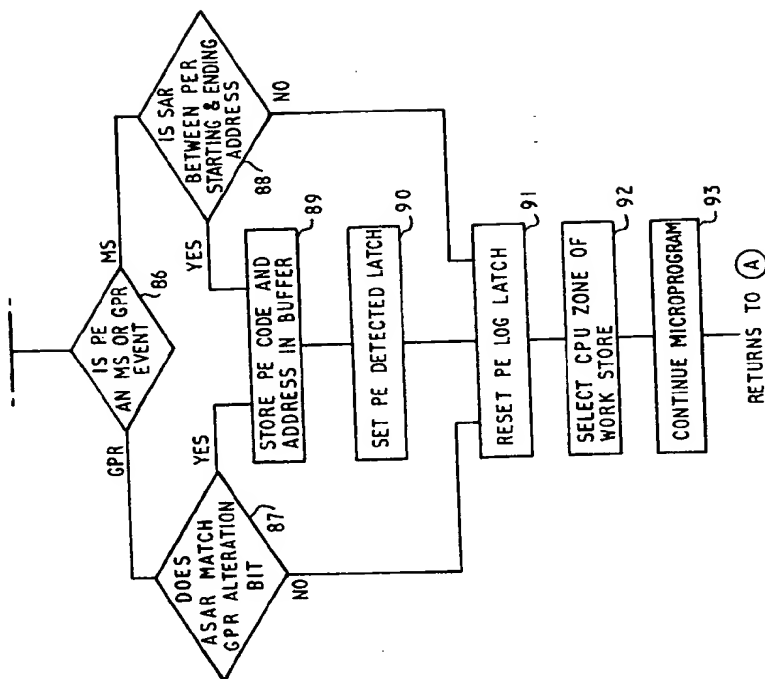 IS PE
AN MS OR GPR
EVENT
86
GPR
MS
DOES
ASAR MATCH
GPR ALTERATION
BIT
87
YES
NO
IS SAR
BETWEEN PER
STARTING & ENDING
ADDRESS
88
YES
NO
STORE PE CODE AND
ADDRESS IN BUFFER
89
SET PE DETECTED LATCH
90
RESET PE LOG LATCH
91
SELECT CPU ZONE OF
WORK STORE
92
CONTINUE MICROPROGRAM
93
RETURNS TO A